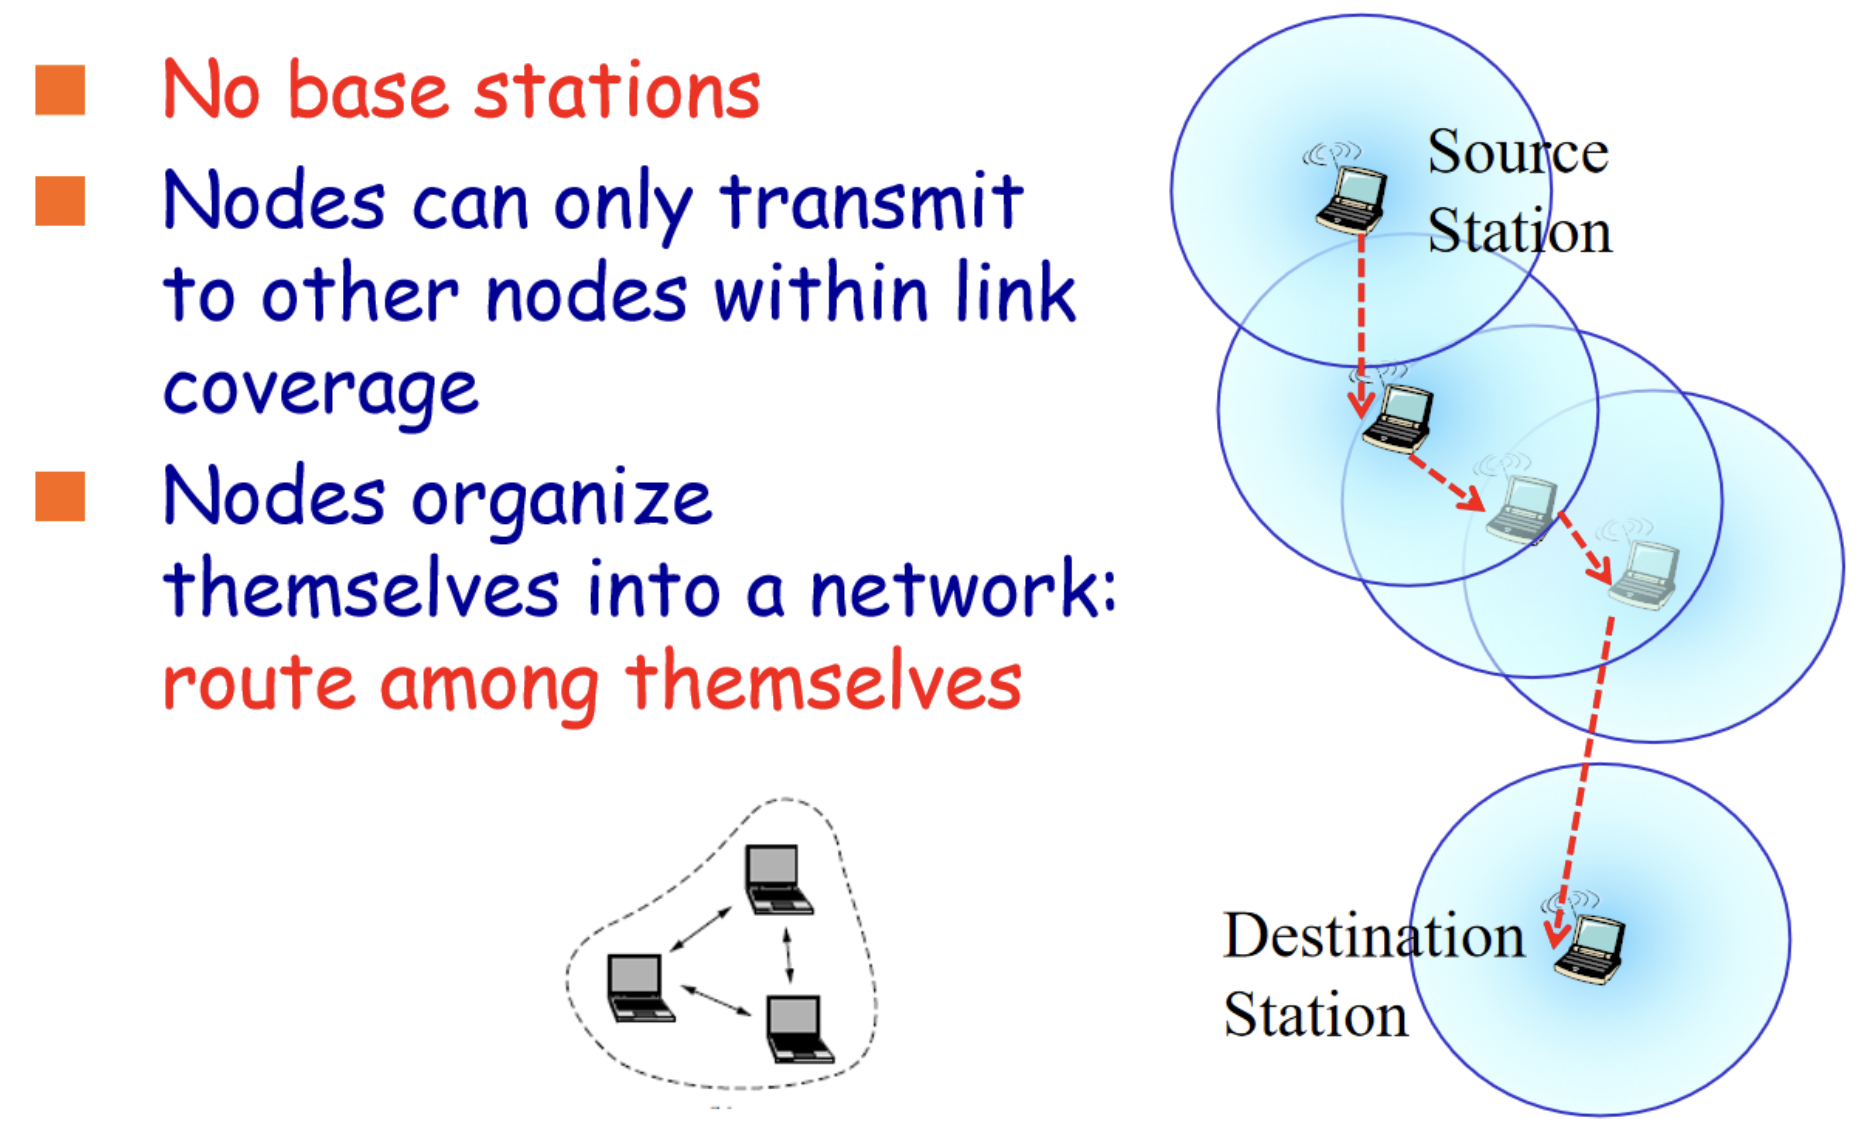 No base stations
Nodes can only transmit
to other nodes within link
coverage
Nodes organize
themselves into a network:
route among themselves
Source
Station
Destination
Station